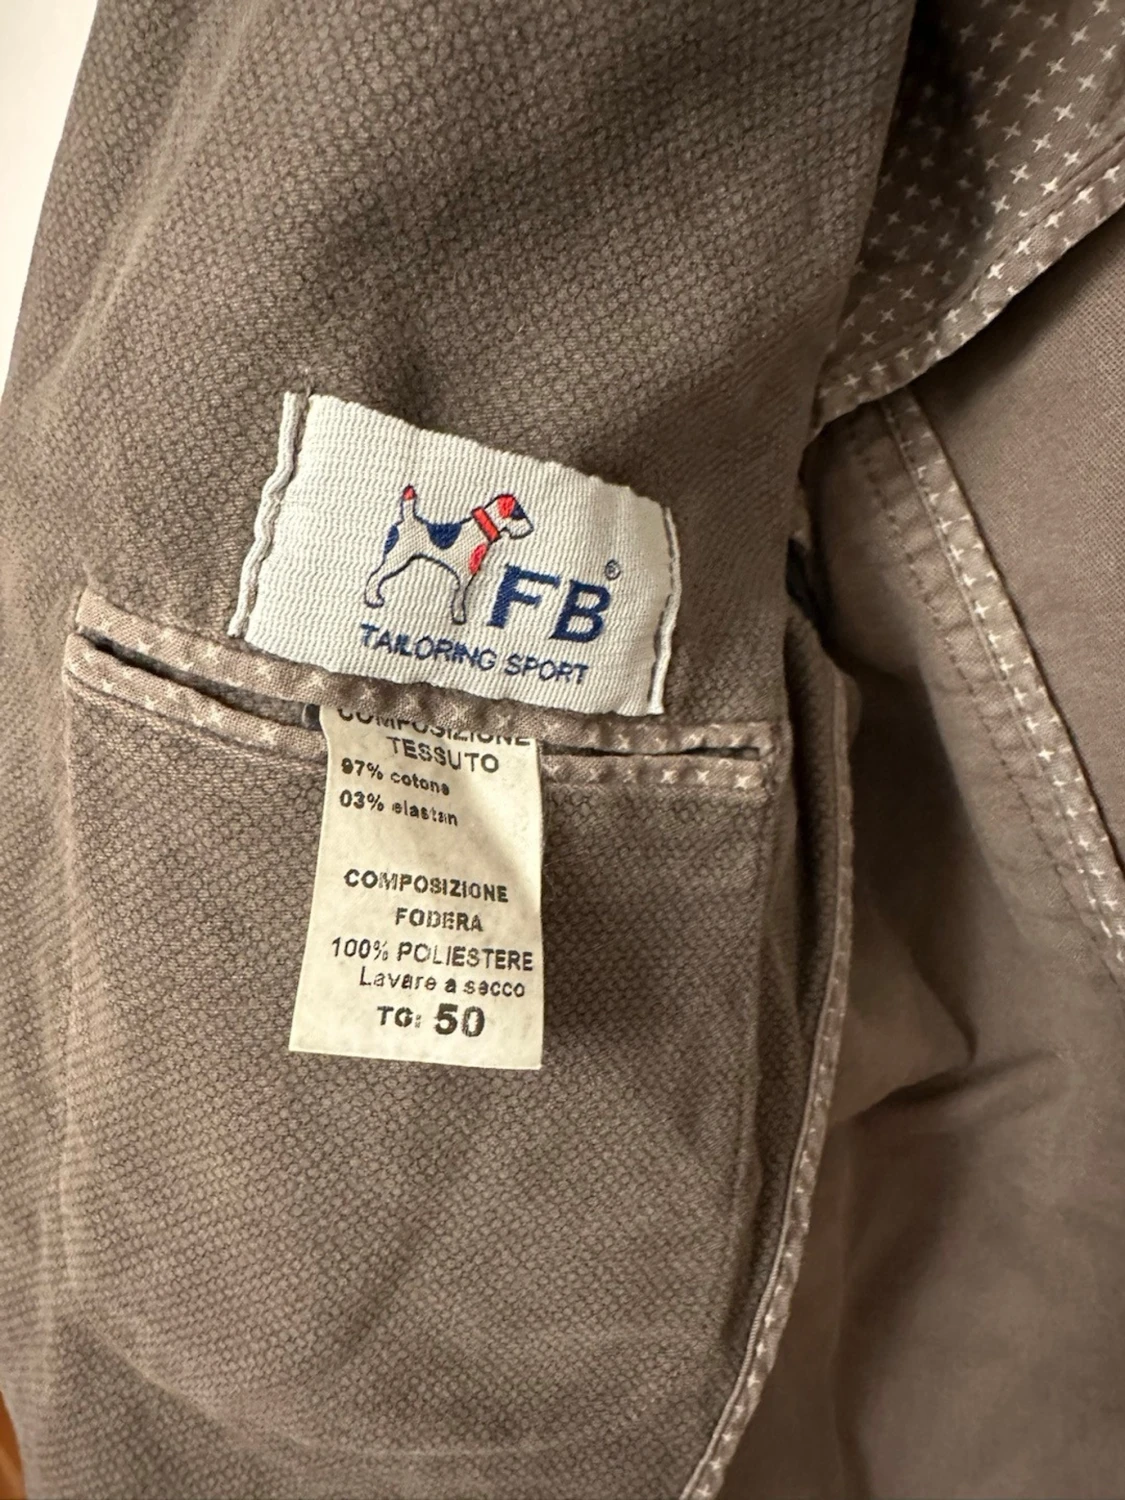 FB®
TAILORING SPORT
COMPOSIZIONE
TESSUTO
97% cotone
03% elastan
COMPOSIZIONE
FODERA
100% POLIESTERE
Lavare a secco
TG: 50